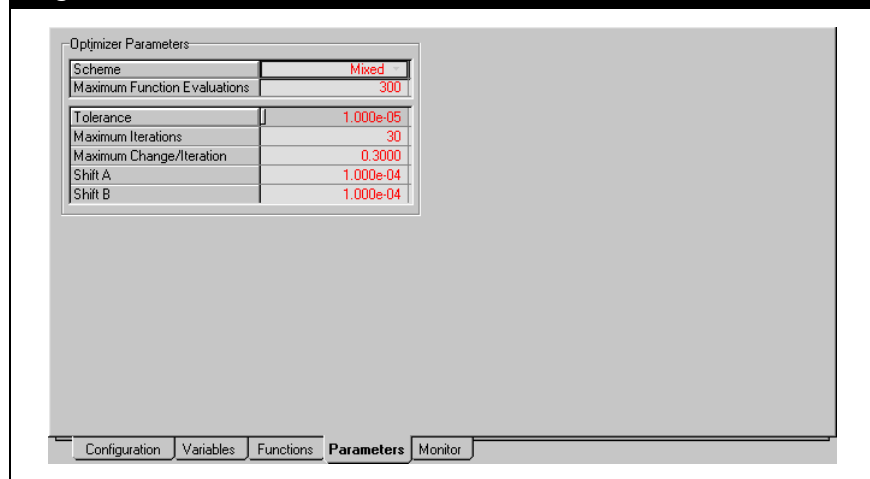 Optimizer Parameters
Scheme Mixed
Maximum Function Evaluations 300
Tolerance 1.000e-05
Maximum Iterations 30
Maximum Change/Iteration 0.3000
Shift A 1.000e-04
Shift B 1.000e-04
Configuration Variables Functions Parameters Monitor